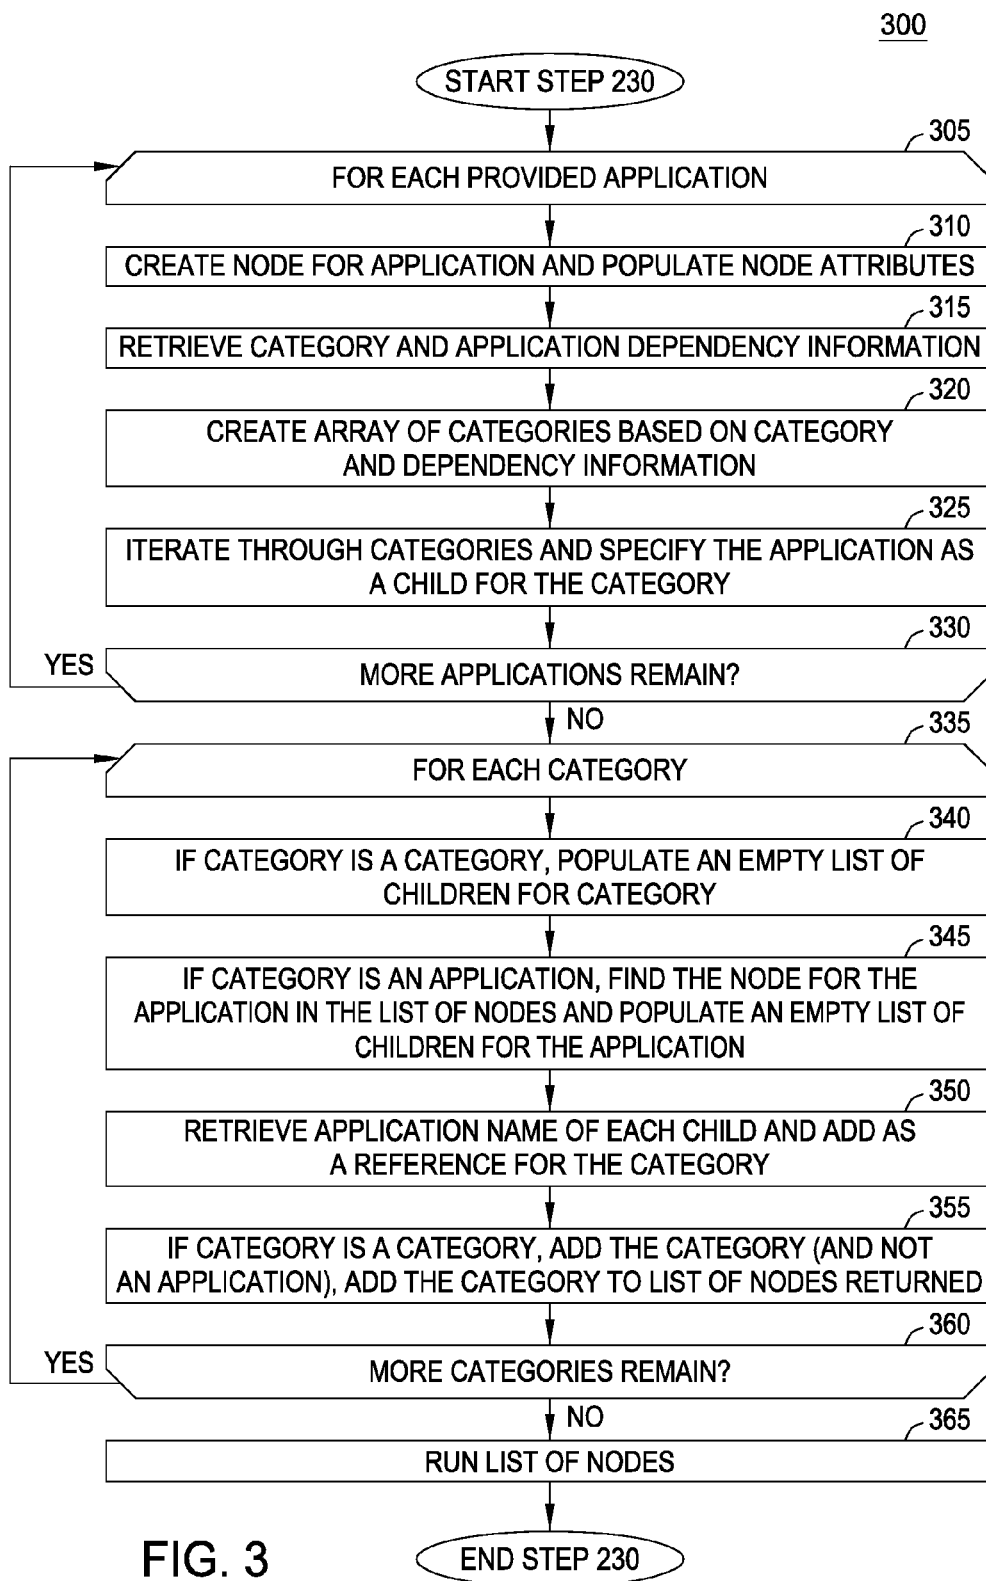 300
START STEP 230
305
FOR EACH PROVIDED APPLICATION
310
CREATE NODE FOR APPLICATION AND POPULATE NODE ATTRIBUTES
315
RETRIEVE CATEGORY AND APPLICATION DEPENDENCY INFORMATION
320
CREATE ARRAY OF CATEGORIES BASED ON CATEGORY
AND DEPENDENCY INFORMATION
325
ITERATE THROUGH CATEGORIES AND SPECIFY THE APPLICATION AS
A CHILD FOR THE CATEGORY
330
YES
MORE APPLICATIONS REMAIN?
NO
335
FOR EACH CATEGORY
340
IF CATEGORY IS A CATEGORY, POPULATE AN EMPTY LIST OF
CHILDREN FOR CATEGORY
345
IF CATEGORY IS AN APPLICATION, FIND THE NODE FOR THE
APPLICATION IN THE LIST OF NODES AND POPULATE AN EMPTY LIST OF
CHILDREN FOR THE APPLICATION
350
RETRIEVE APPLICATION NAME OF EACH CHILD AND ADD AS
A REFERENCE FOR THE CATEGORY
355
IF CATEGORY IS A CATEGORY, ADD THE CATEGORY (AND NOT
AN APPLICATION), ADD THE CATEGORY TO LIST OF NODES RETURNED
360
YES
MORE CATEGORIES REMAIN?
NO
365
RUN LIST OF NODES
END STEP 230
FIG. 3